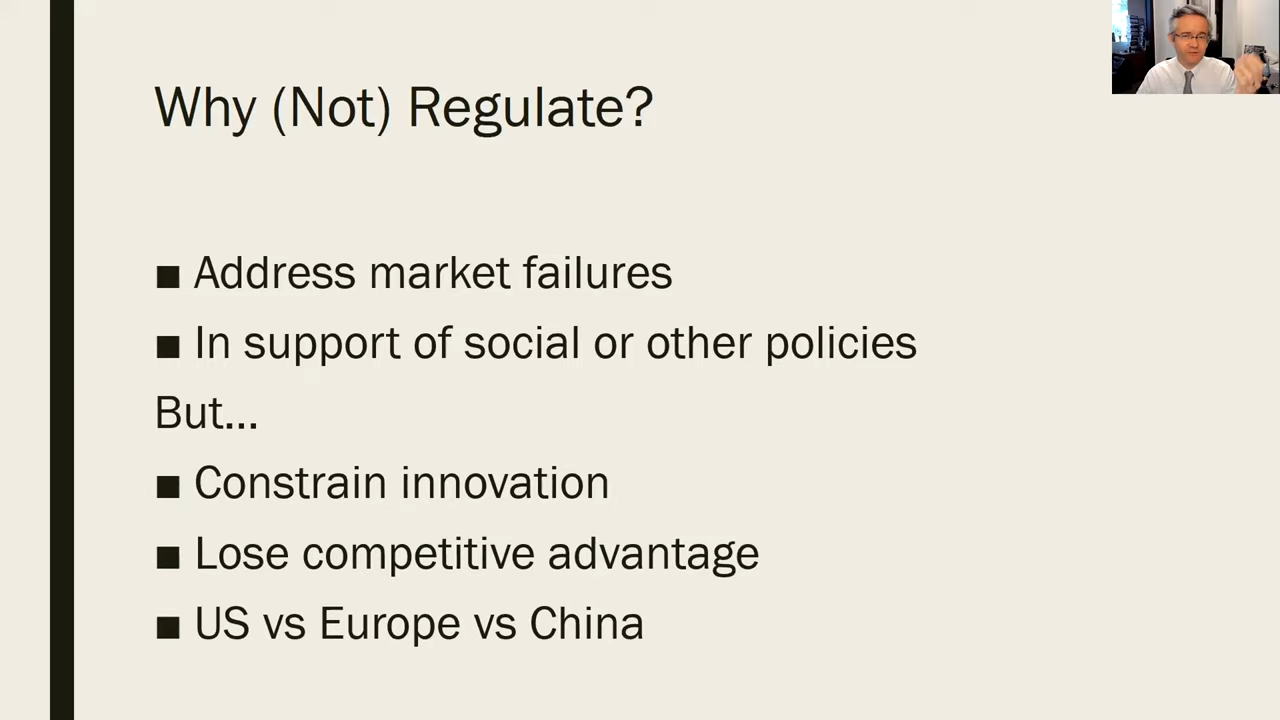 Why (Not) Regulate?
■ Address market failures
■ In support of social or other policies
But...
■ Constrain innovation
■ Lose competitive advantage
■ US vs Europe vs China